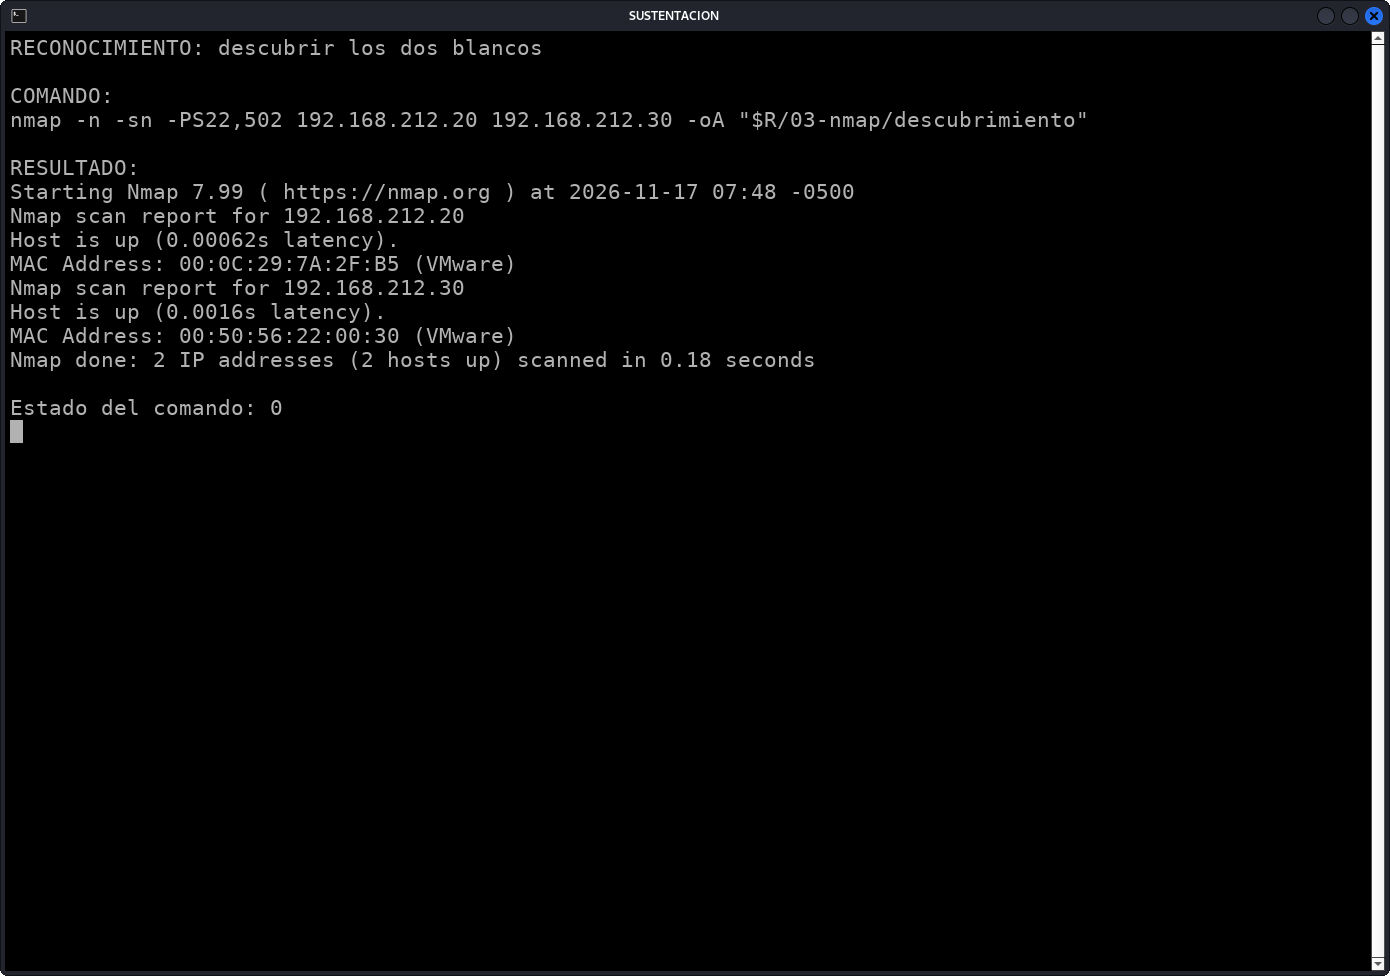 SUSTENTACION
RECONOCIMIENTO: descubrir los dos blancos
COMANDO:
nmap -n -sn -PS22,502 192.168.212.20 192.168.212.30 -oA "$R/03-nmap/descubrimiento"
RESULTADO:
Starting Nmap 7.99 ( https://nmap.org ) at 2026-11-17 07:48 -0500
Nmap scan report for 192.168.212.20
Host is up (0.00062s latency).
MAC Address: 00:0C:29:7A:2F:B5 (VMware)
Nmap scan report for 192.168.212.30
Host is up (0.0016s latency).
MAC Address: 00:50:56:22:00:30 (VMware)
Nmap done: 2 IP addresses (2 hosts up) scanned in 0.18 seconds
Estado del comando: 0